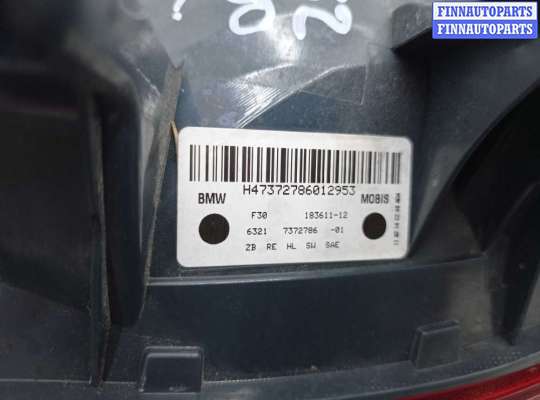 FINNAUTOPARTS
FINNAUTOPARTS
H47372786012953
BMW
MOBIS
F30 183611-12
6321 7372786 -01
ZB RE HL SW SAE